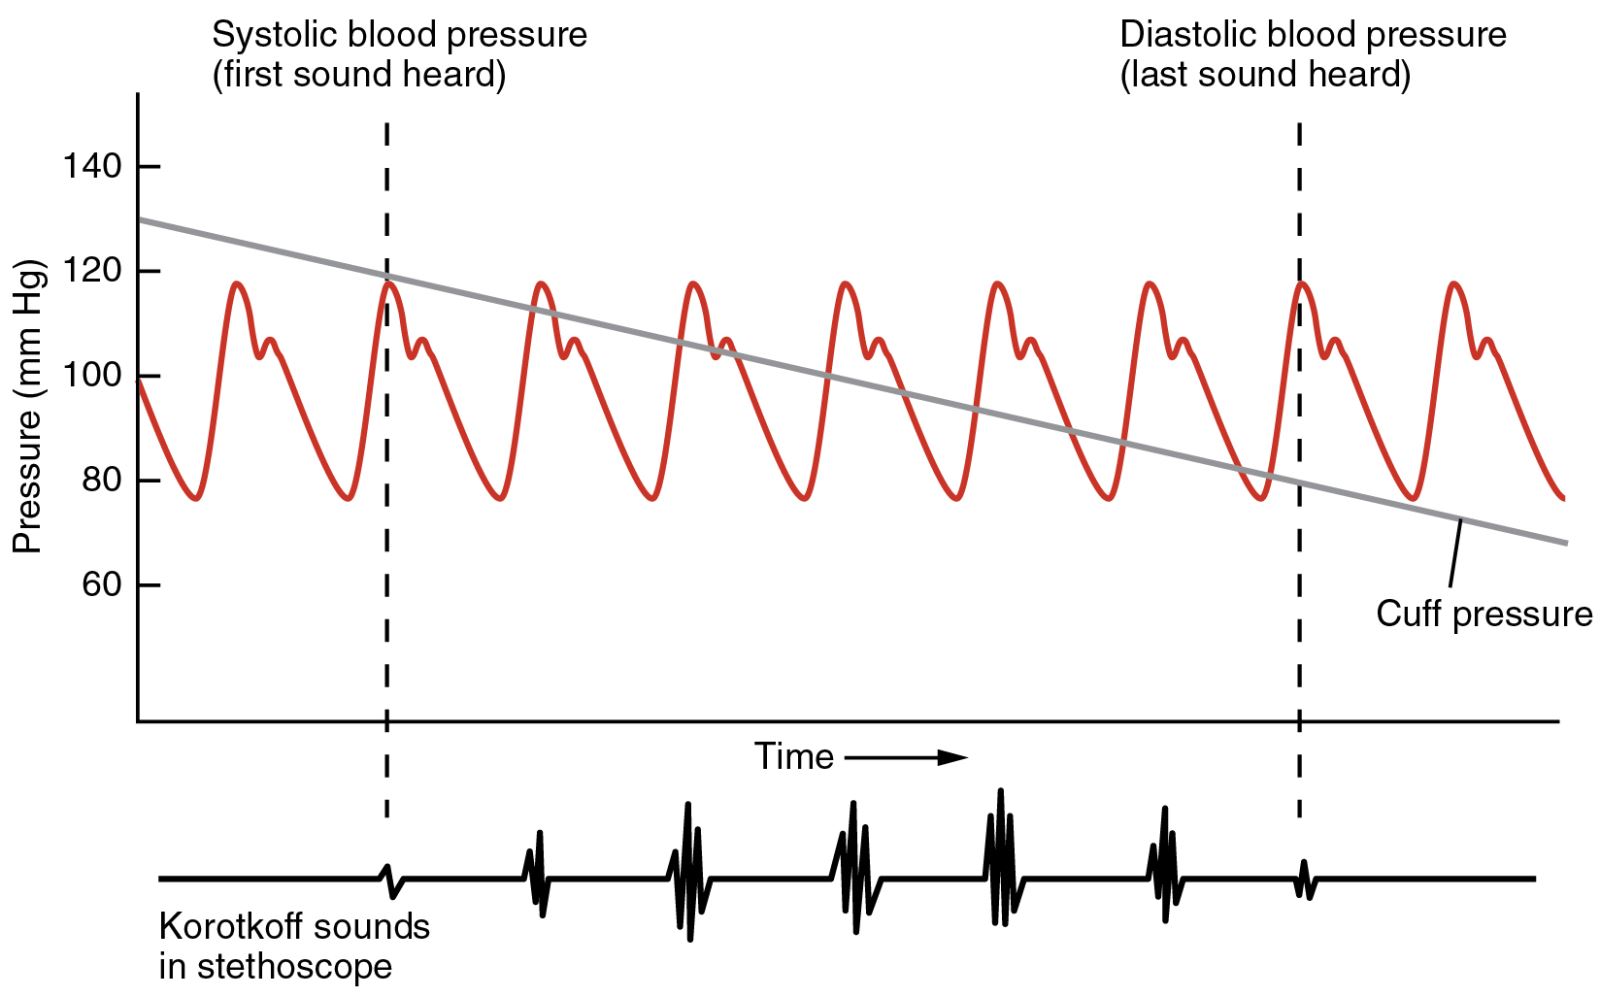 Systolic blood pressure
(first sound heard)
Diastolic blood pressure
(last sound heard)
Pressure (mm Hg)
140
120
100
80
60
Cuff pressure
Time
Korotkoff sounds
in stethoscope